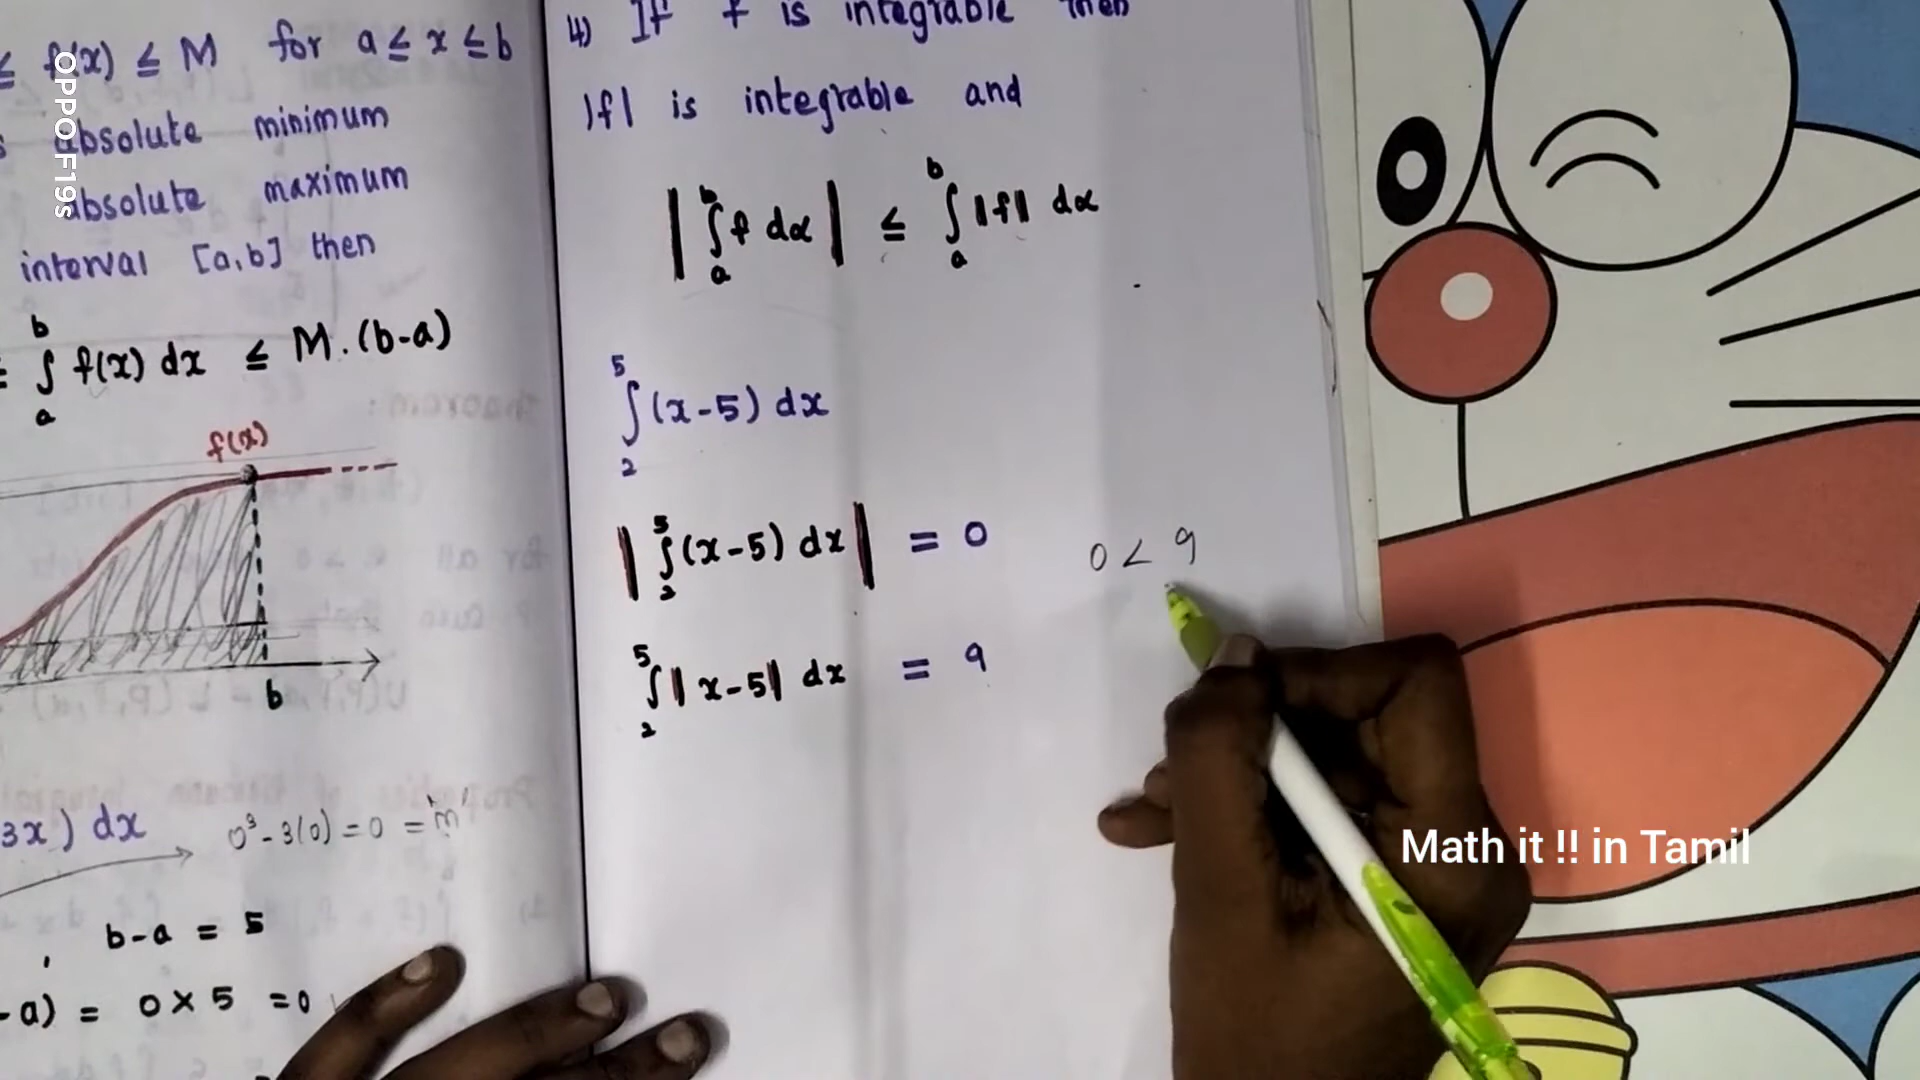 ≤ f(x) ≤ M for a ≤ x ≤ b
absolute minimum
absolute maximum
interval [a,b] then
∫ₐᵇ f(x) dx ≤ M.(b-a)
f(x)
b
3x) dx
0³-3(0)=0 = 'm'
b-a = 5
-a) = 0 × 5 = 0
4) If f is integrable then
|f| is integrable and
|∫ₐᵇ f dα| ≤ ∫ₐᵇ |f| dα
∫₂⁵ (x-5) dx
|∫₂⁵ (x-5) dx| = 0
0 < 9
∫₂⁵ |x-5| dx = 9
OPPO F19s
Math it !! in Tamil